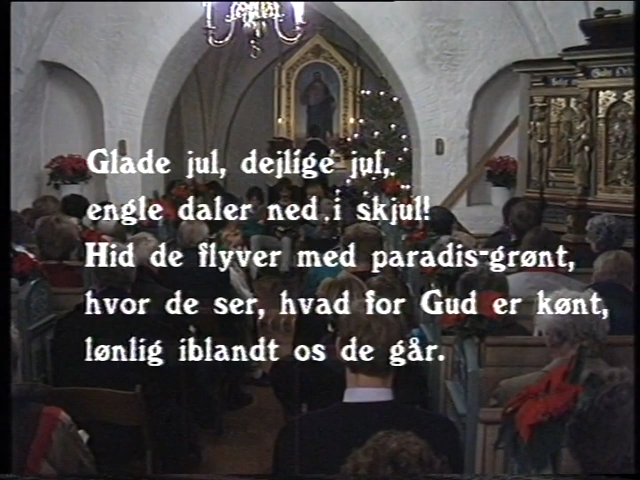 Glade jul, dejlige jul,
engle daler ned i skjul!
Hid de flyver med paradis-grønt,
hvor de ser, hvad for Gud er kønt,
lønlig iblandt os de går.